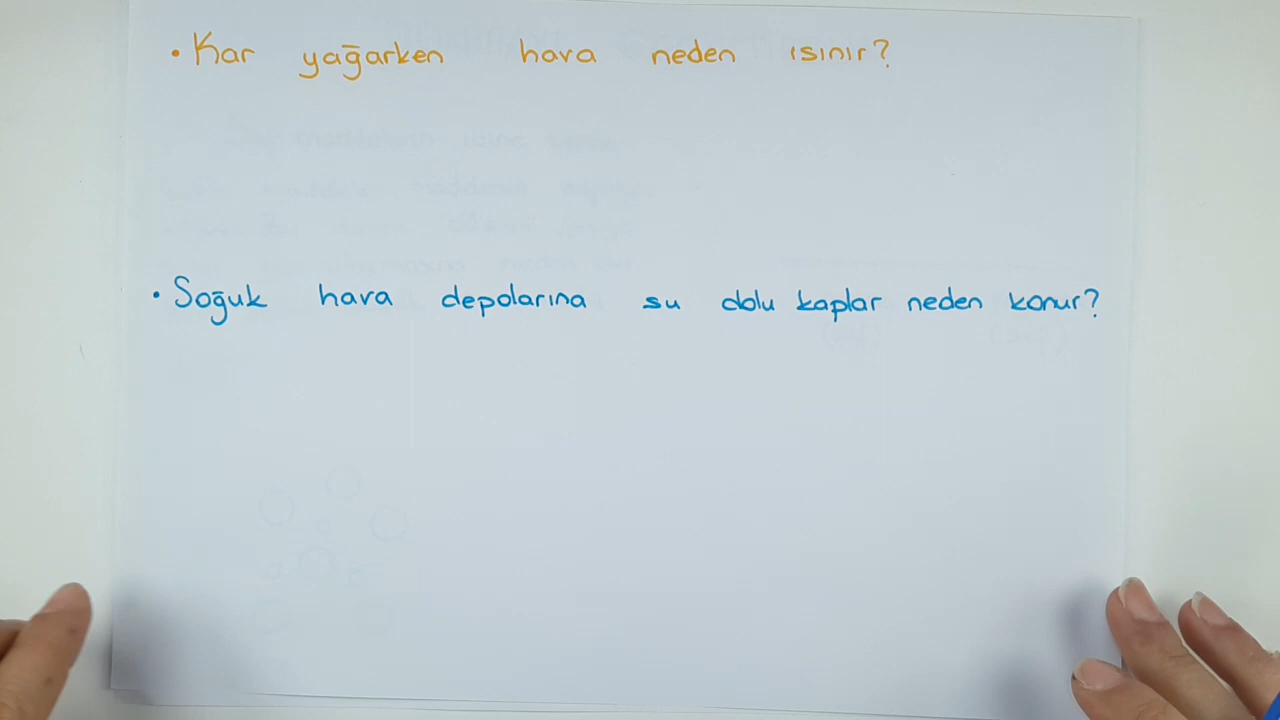 • Kar yağarken hava neden ısınır?
• Soğuk hava depolarına su dolu kaplar neden konur?